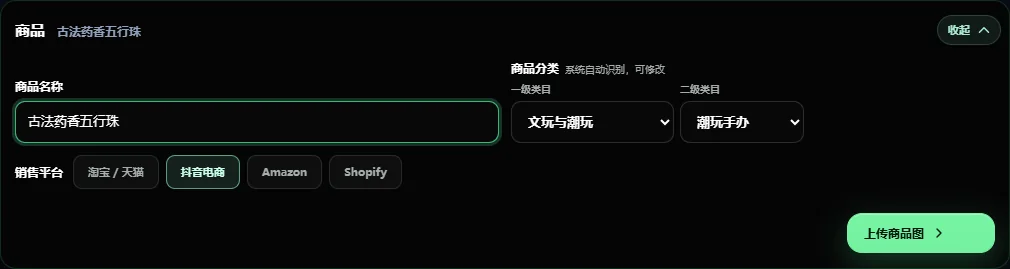 商品 古法药香五行珠 收起
商品分类 系统自动识别，可修改
商品名称
一级类目 二级类目
古法药香五行珠 文玩与潮玩 潮玩手办
销售平台 淘宝 / 天猫 抖音电商 Amazon Shopify
上传商品图